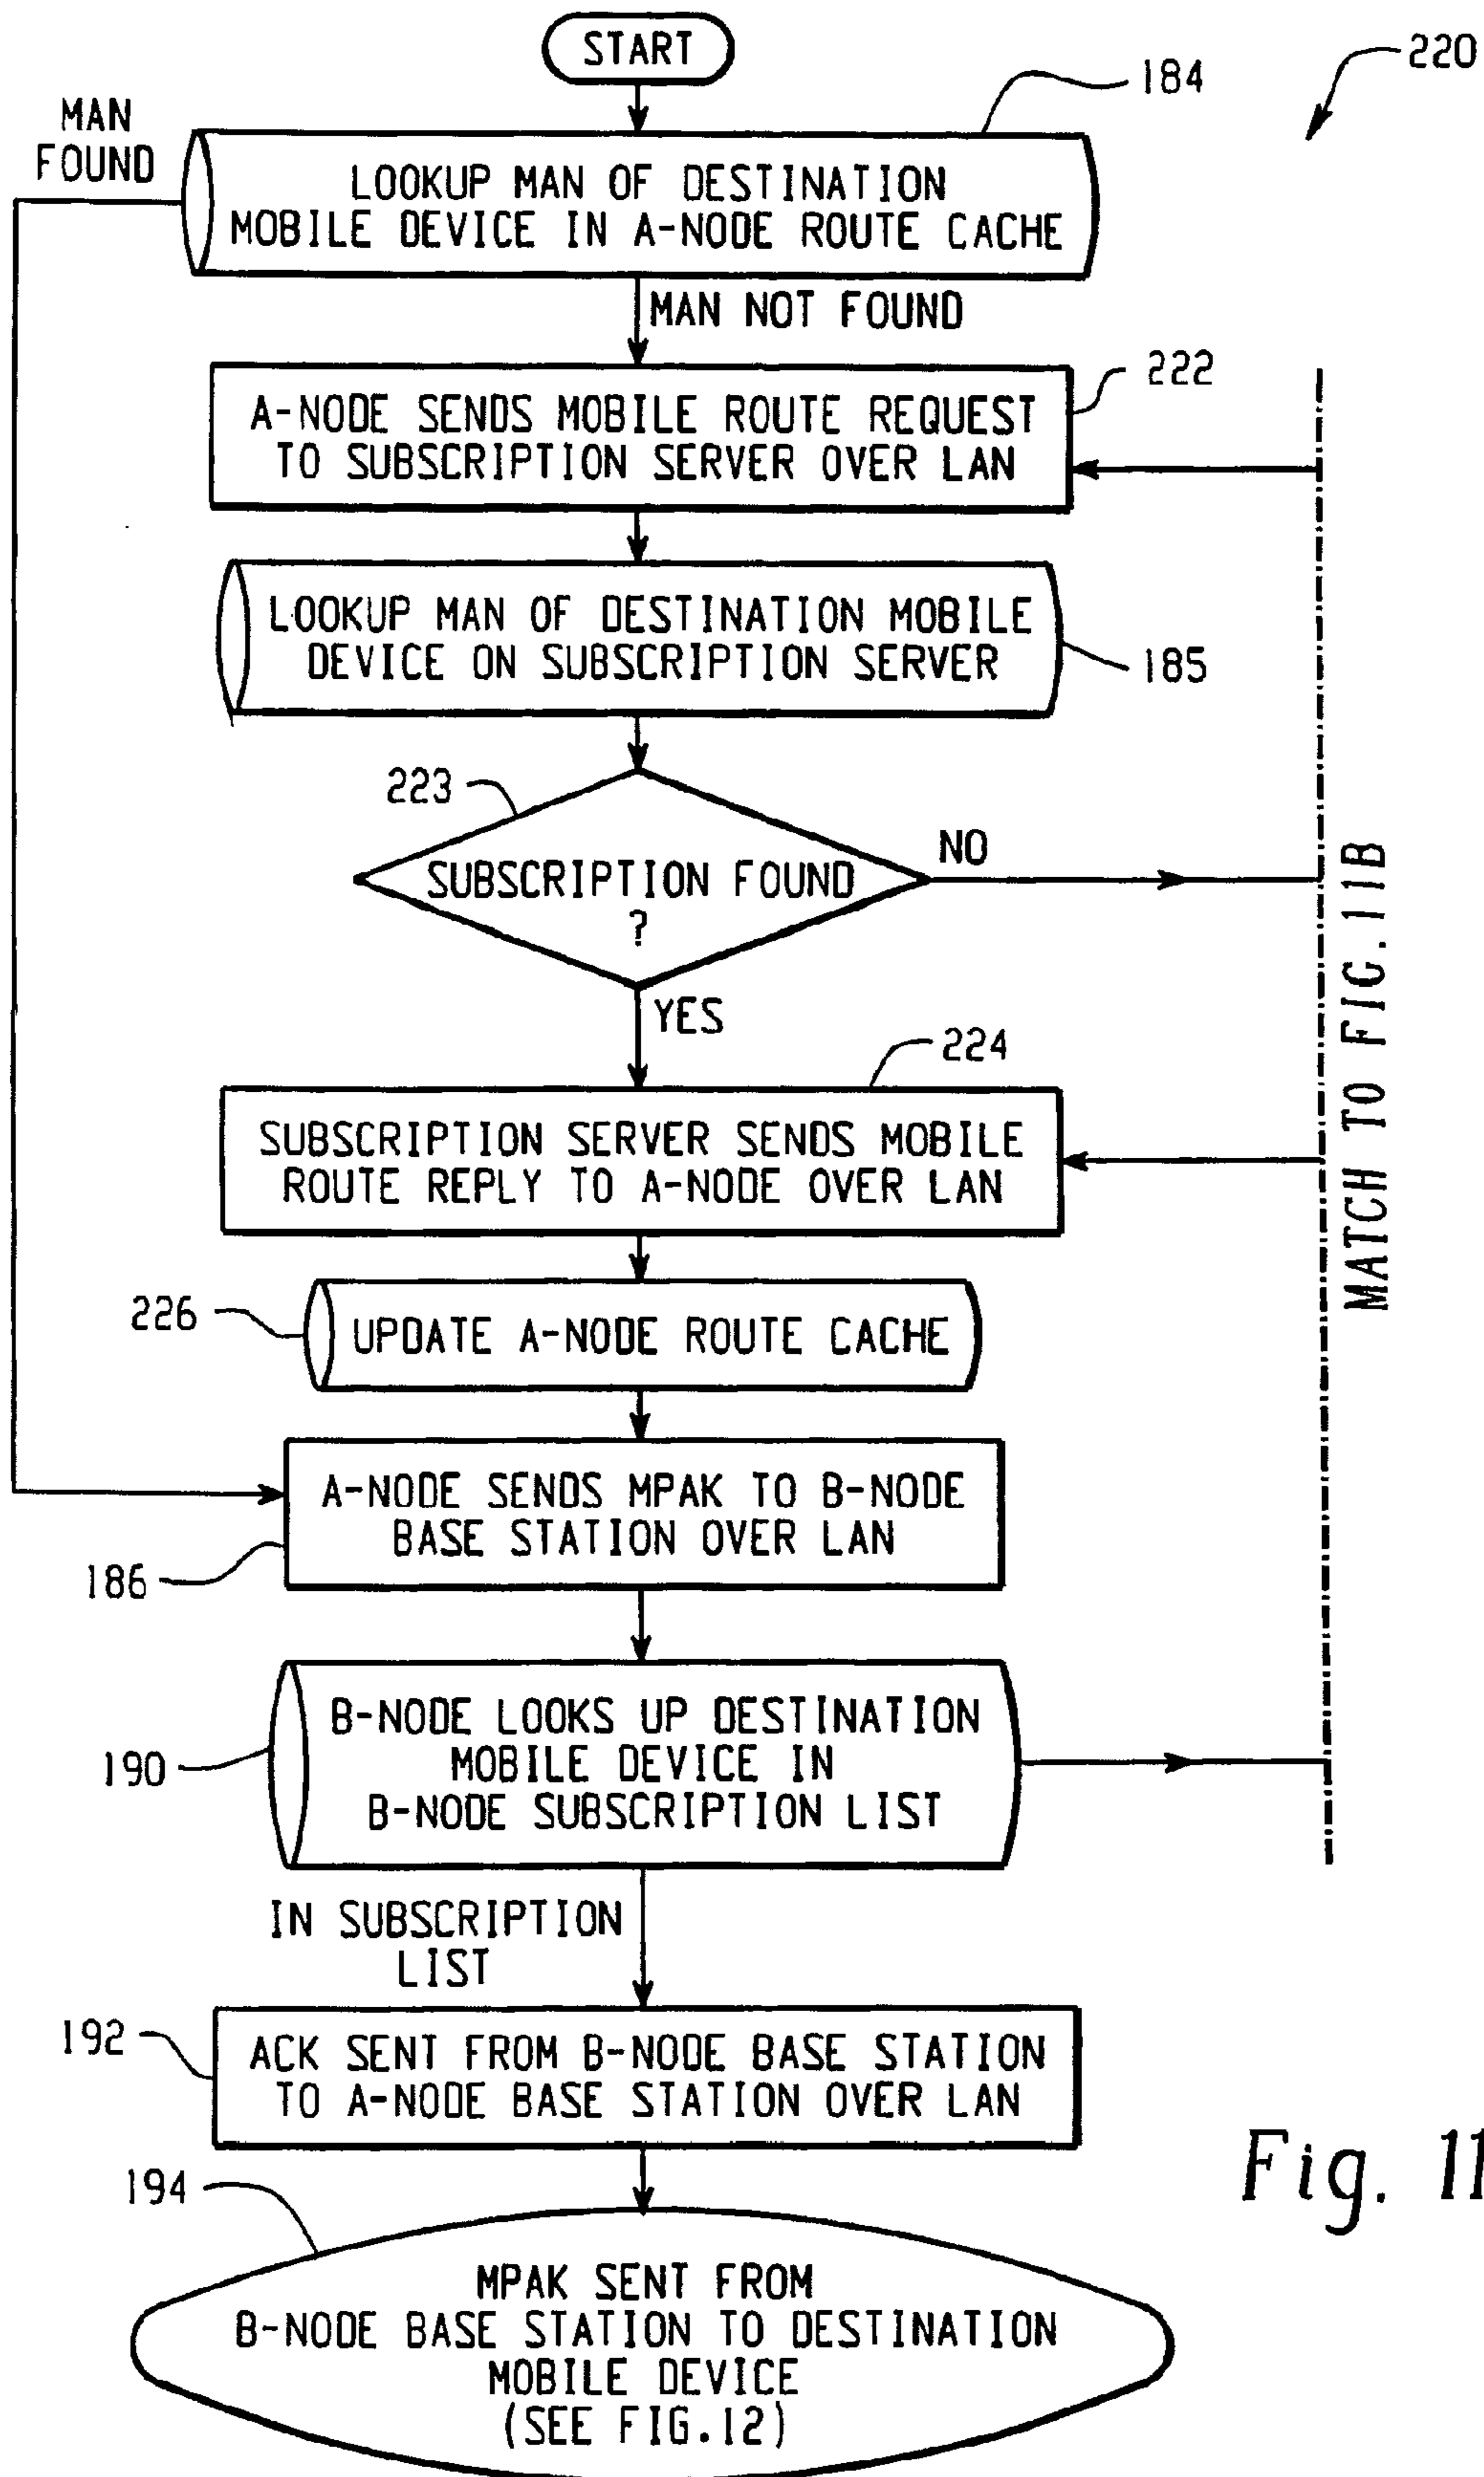 START
220
184
MAN
FOUND
LOOKUP MAN OF DESTINATION
MOBILE DEVICE IN A-NODE ROUTE CACHE
MAN NOT FOUND
222
A-NODE SENDS MOBILE ROUTE REQUEST
TO SUBSCRIPTION SERVER OVER LAN
LOOKUP MAN OF DESTINATION MOBILE
DEVICE ON SUBSCRIPTION SERVER
185
223
SUBSCRIPTION FOUND
?
NO
YES
MATCH TO FIG.11B
224
SUBSCRIPTION SERVER SENDS MOBILE
ROUTE REPLY TO A-NODE OVER LAN
226
UPDATE A-NODE ROUTE CACHE
A-NODE SENDS MPAK TO B-NODE
BASE STATION OVER LAN
186
B-NODE LOOKS UP DESTINATION
MOBILE DEVICE IN
B-NODE SUBSCRIPTION LIST
190
IN SUBSCRIPTION
LIST
192
ACK SENT FROM B-NODE BASE STATION
TO A-NODE BASE STATION OVER LAN
Fig. 11
194
MPAK SENT FROM
B-NODE BASE STATION TO DESTINATION
MOBILE DEVICE
(SEE FIG.12)